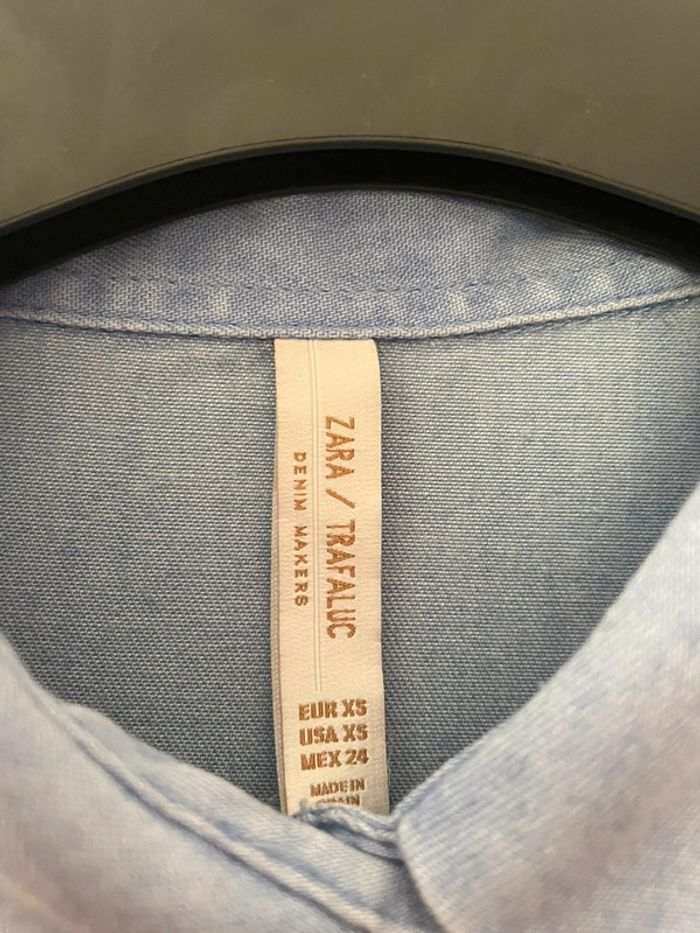 ZARA / TRAFALUC
DENIM MAKERS
EUR XS
USA XS
MEX 24
MADE IN